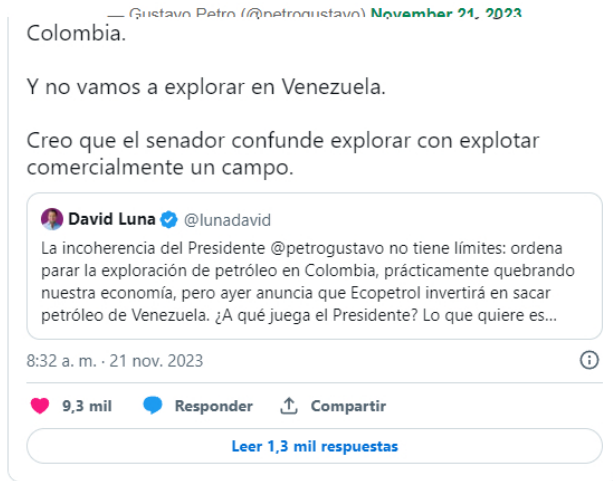 — Gustavo Petro (@petrogustavo) November 21, 2023
Colombia.
Y no vamos a explorar en Venezuela.
Creo que el senador confunde explorar con explotar
comercialmente un campo.
David Luna @lunadavid
La incoherencia del Presidente @petrogustavo no tiene límites: ordena
parar la exploración de petróleo en Colombia, prácticamente quebrando
nuestra economía, pero ayer anuncia que Ecopetrol invertirá en sacar
petróleo de Venezuela. ¿A qué juega el Presidente? Lo que quiere es...
8:32 a. m. · 21 nov. 2023
9,3 mil Responder Compartir
Leer 1,3 mil respuestas